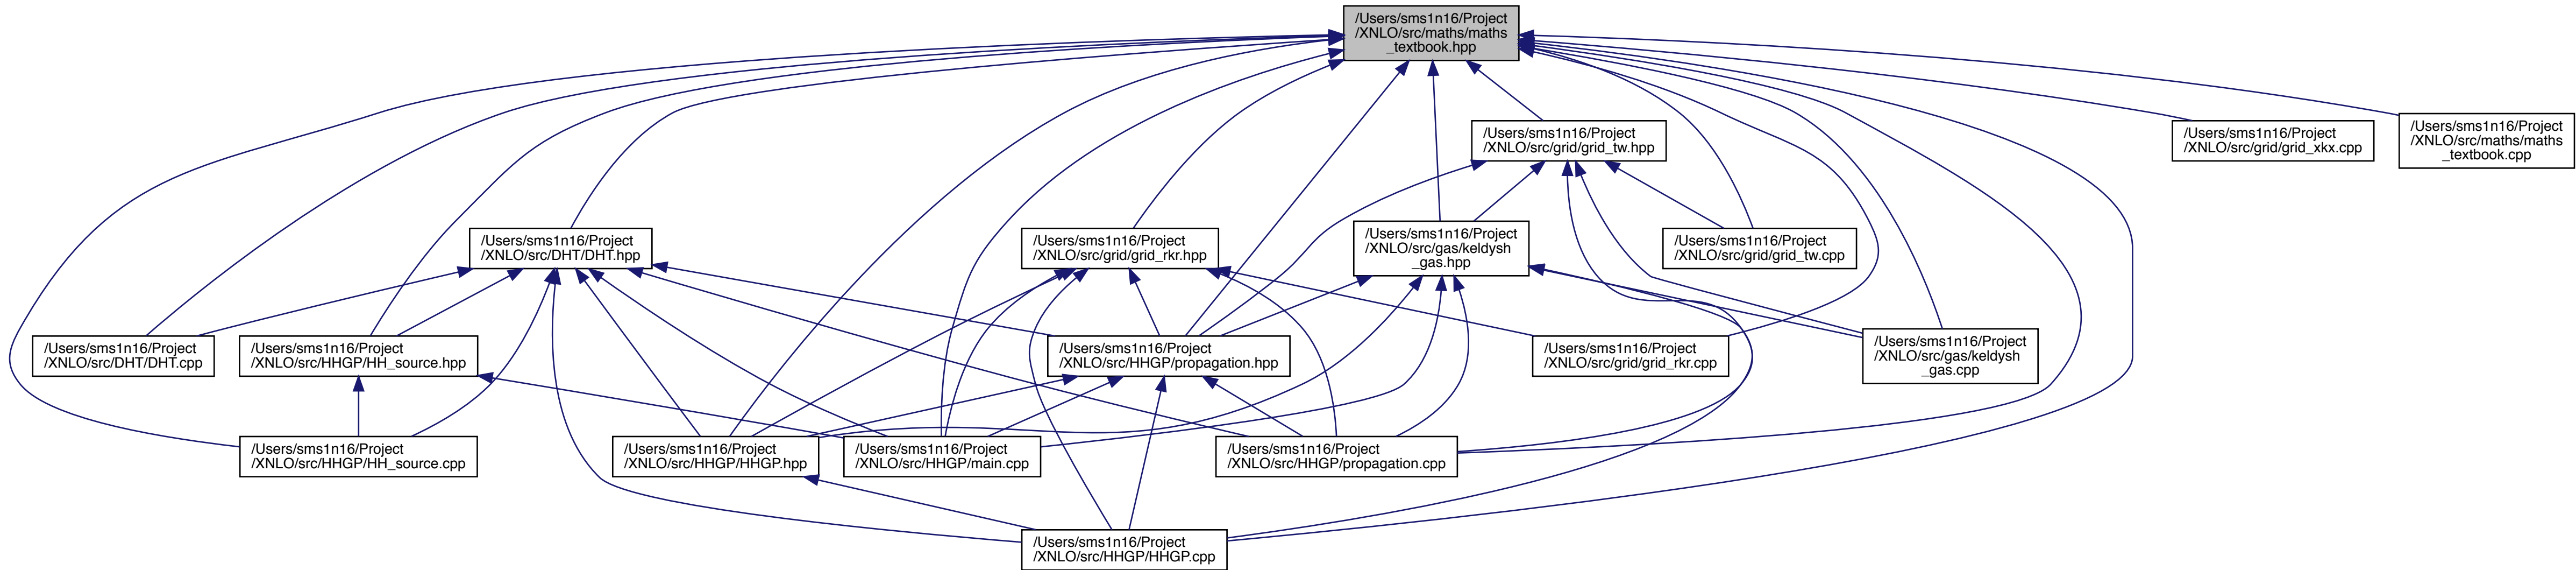 /Users/sms1n16/Project
/XNLO/src/maths/maths
_textbook.hpp
/Users/sms1n16/Project
/XNLO/src/grid/grid_tw.hpp
/Users/sms1n16/Project
/XNLO/src/grid/grid_xkx.cpp
/Users/sms1n16/Project
/XNLO/src/maths/maths
_textbook.cpp
/Users/sms1n16/Project
/XNLO/src/DHT/DHT.hpp
/Users/sms1n16/Project
/XNLO/src/grid/grid_rkr.hpp
/Users/sms1n16/Project
/XNLO/src/gas/keldysh
_gas.hpp
/Users/sms1n16/Project
/XNLO/src/grid/grid_tw.cpp
/Users/sms1n16/Project
/XNLO/src/DHT/DHT.cpp
/Users/sms1n16/Project
/XNLO/src/HHGP/HH_source.hpp
/Users/sms1n16/Project
/XNLO/src/HHGP/propagation.hpp
/Users/sms1n16/Project
/XNLO/src/grid/grid_rkr.cpp
/Users/sms1n16/Project
/XNLO/src/gas/keldysh
_gas.cpp
/Users/sms1n16/Project
/XNLO/src/HHGP/HH_source.cpp
/Users/sms1n16/Project
/XNLO/src/HHGP/HHGP.hpp
/Users/sms1n16/Project
/XNLO/src/HHGP/main.cpp
/Users/sms1n16/Project
/XNLO/src/HHGP/propagation.cpp
/Users/sms1n16/Project
/XNLO/src/HHGP/HHGP.cpp